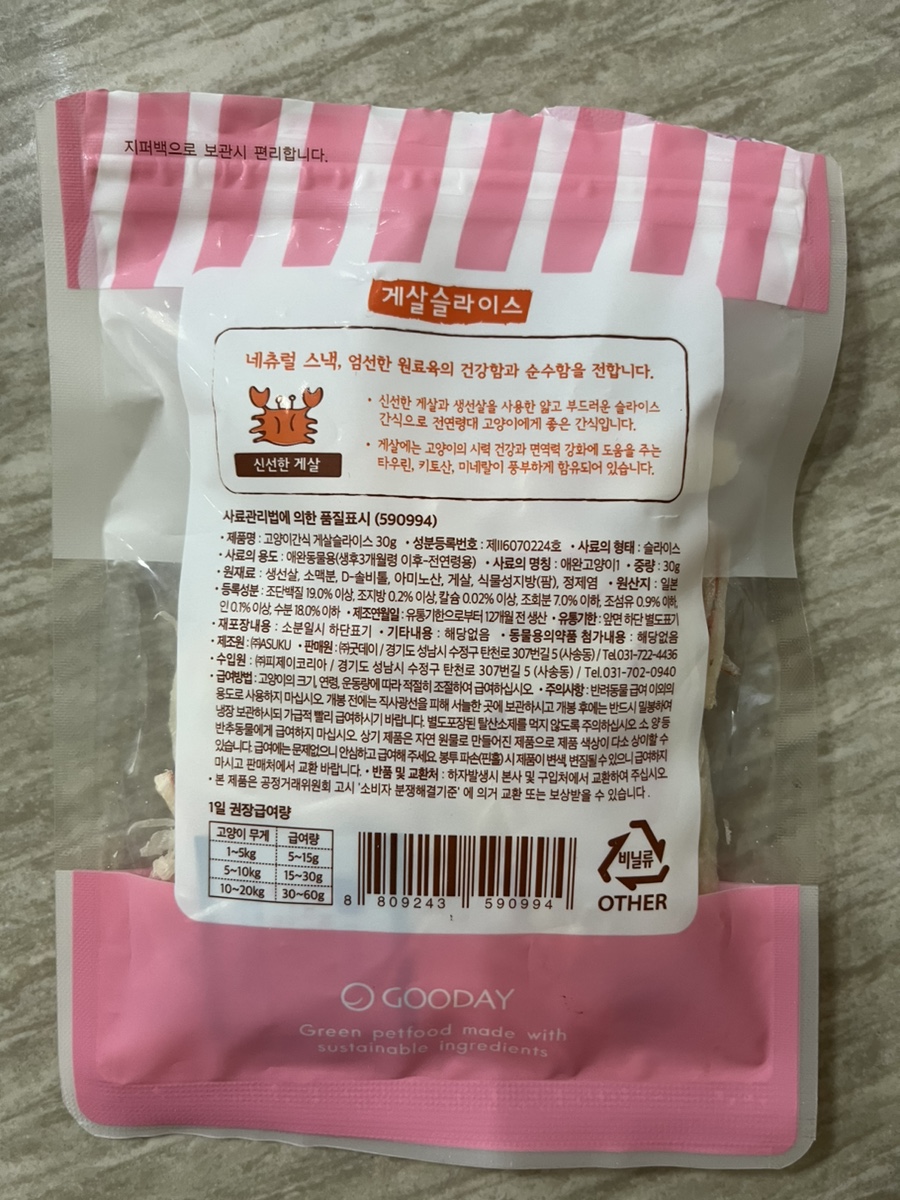 지퍼백으로 보관시 편리합니다.
게살슬라이스
네츄럴 스낵, 엄선한 원료육의 건강함과 순수함을 전합니다.
신선한 게살
• 신선한 게살과 생선살을 사용한 얇고 부드러운 슬라이스
간식으로 전연령대 고양이에게 좋은 간식입니다.
• 게살에는 고양이의 시력 건강과 면역력 강화에 도움을 주는
타우린, 키토산, 미네랄이 풍부하게 함유되어 있습니다.
사료관리법에 의한 품질표시 (590994)
• 제품명 : 고양이간식 게살슬라이스 30g • 성분등록번호 : 제II6070224호 • 사료의 형태 : 슬라이스
• 사료의 용도 : 애완동물용(생후3개월령 이후-전연령용) • 사료의 명칭 : 애완고양이1 • 중량 : 30g
• 원재료 : 생선살, 소맥분, D-솔비톨, 아미노산, 게살, 식물성지방(팜), 정제염 • 원산지 : 일본
• 등록성분 : 조단백질 19.0% 이상, 조지방 0.2% 이상, 칼슘 0.02% 이상, 조회분 7.0% 이하, 조섬유 0.9% 이하,
인 0.1% 이상, 수분 18.0% 이하 • 제조연월일 : 유통기한으로부터 12개월 전 생산 • 유통기한 : 앞면 하단 별도표기
• 재포장내용 : 소분일시 하단표기 • 기타내용 : 해당없음 • 동물용의약품 첨가내용 : 해당없음
• 제조원 : ㈜ASUKU • 판매원 : ㈜굿데이 / 경기도 성남시 수정구 탄천로 307번길 5 (사송동) / Tel.031-722-4436
• 수입원 : ㈜피제이코리아 / 경기도 성남시 수정구 탄천로 307번길 5 (사송동) / Tel.031-702-0940
• 급여방법 : 고양이의 크기, 연령, 운동량에 따라 적절히 조절하여 급여하십시오. • 주의사항 : 반려동물 급여 이외의
용도로 사용하지 마십시오. 개봉 전에는 직사광선을 피해 서늘한 곳에 보관하시고 개봉 후에는 반드시 밀봉하여
냉장 보관하시되 가급적 빨리 급여하시기 바랍니다. 별도포장된 탈산소제를 먹지 않도록 주의하십시오. 소, 양 등
반추동물에게 급여하지 마십시오. 상기 제품은 자연 원물로 만들어진 제품으로 제품 색상이 다소 상이할 수
있습니다. 급여에는 문제없으니 안심하고 급여해 주세요. 봉투 파손(핀홀) 시 제품이 변색, 변질될 수 있으니 급여하지
마시고 판매처에서 교환 바랍니다. • 반품 및 교환처 : 하자발생시 본사 및 구입처에서 교환하여 주십시오.
• 본 제품은 공정거래위원회 고시 '소비자 분쟁해결기준' 에 의거 교환 또는 보상받을 수 있습니다.
1일 권장급여량
고양이 무게 급여량
1~5kg 5~15g
5~10kg 15~30g
10~20kg 30~60g
8 809243 590994
비닐류
OTHER
GOODAY
Green petfood made with
sustainable ingredients